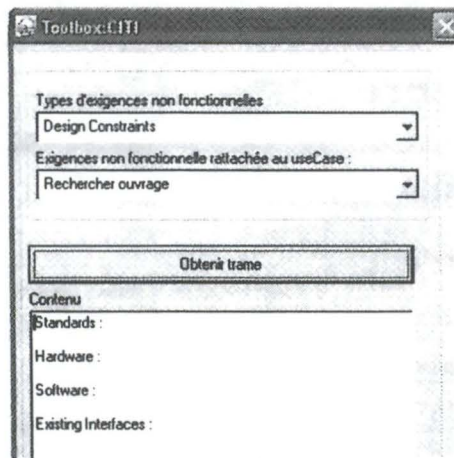 Toolbox:CITI
Types d'exigences non fonctionnelles
Design Constraints
Exigences non fonctionnelle rattachée au useCase :
Rechercher ouvrage
Obtenir trame
Contenu
Standards :
Hardware :
Software :
Existing Interfaces :